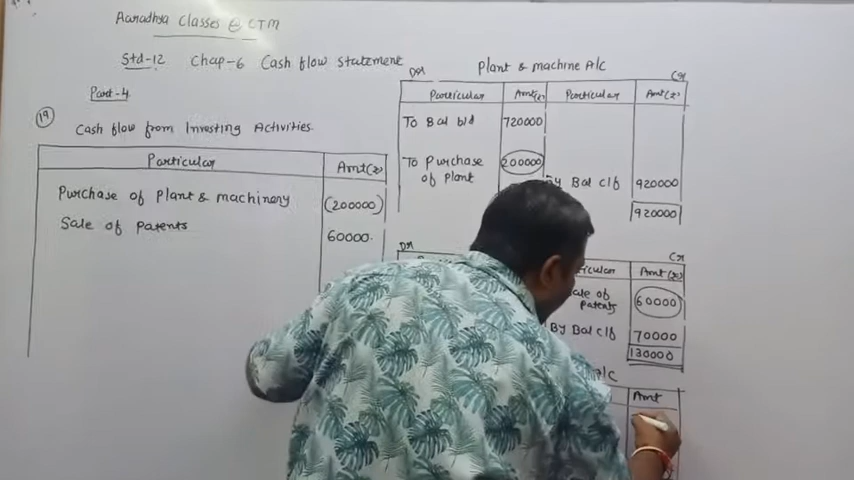 Aaradhya Classes @ CTM
Std-12 Chap-6 Cash flow statement
Part-4
19
Cash flow from Investing Activities
Particular Amt(₹)
Purchase of Plant & machinery (200000)
Sale of Patents 60000.
Plant & machine A/C
Dr Cr
Particular Amt(₹) Particular Amt(₹)
To Bal b/d 720000
To Purchase of Plant 200000
By Bal c/f 920000
920000
Dr Cr
Amt(₹)
of Patents 60000
By Bal c/f 70000
130000
A/C
Amt